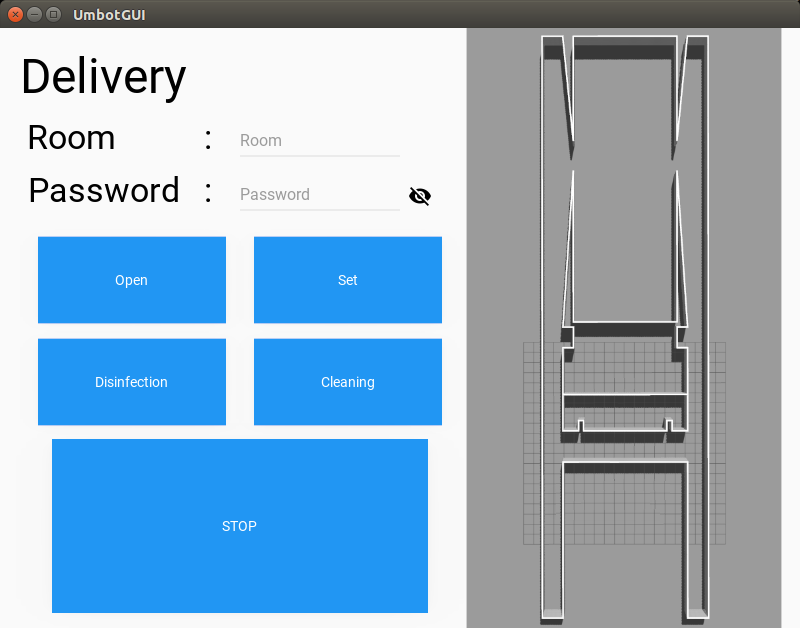 UmbotGUI
Delivery
Room : Room
Password : Password
Open Set
Disinfection Cleaning
STOP